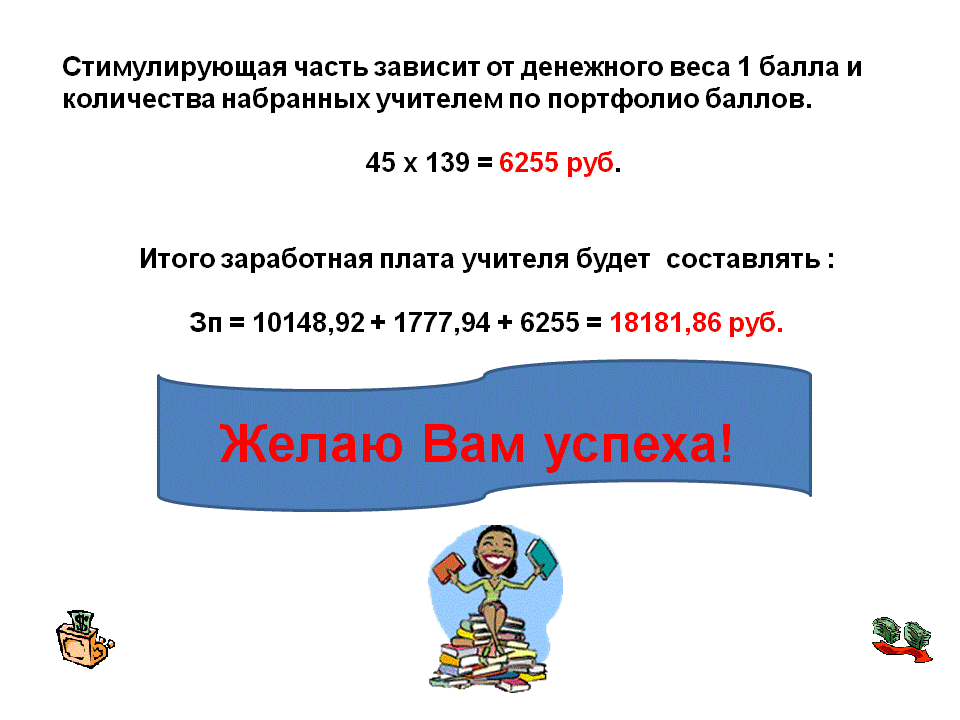 Стимулирующая часть зависит от денежного веса 1 балла и
количества набранных учителем по портфолио баллов.
45 х 139 = 6255 руб.
Итого заработная плата учителя будет составлять :
Зп = 10148,92 + 1777,94 + 6255 = 18181,86 руб.
Желаю Вам успеха!